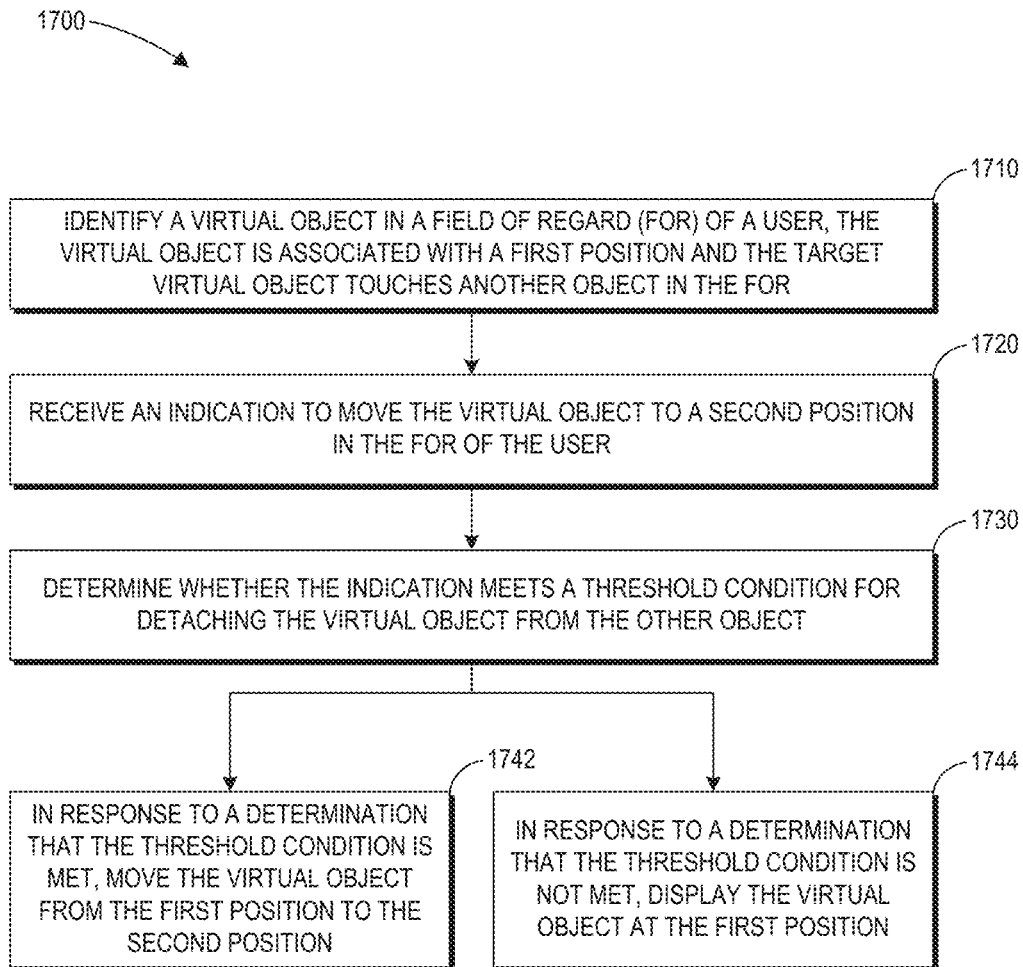 1700
1710
IDENTIFY A VIRTUAL OBJECT IN A FIELD OF REGARD (FOR) OF A USER, THE
VIRTUAL OBJECT IS ASSOCIATED WITH A FIRST POSITION AND THE TARGET
VIRTUAL OBJECT TOUCHES ANOTHER OBJECT IN THE FOR
1720
RECEIVE AN INDICATION TO MOVE THE VIRTUAL OBJECT TO A SECOND POSITION
IN THE FOR OF THE USER
1730
DETERMINE WHETHER THE INDICATION MEETS A THRESHOLD CONDITION FOR
DETACHING THE VIRTUAL OBJECT FROM THE OTHER OBJECT
1742
IN RESPONSE TO A DETERMINATION
THAT THE THRESHOLD CONDITION IS
MET, MOVE THE VIRTUAL OBJECT
FROM THE FIRST POSITION TO THE
SECOND POSITION
1744
IN RESPONSE TO A DETERMINATION
THAT THE THRESHOLD CONDITION IS
NOT MET, DISPLAY THE VIRTUAL
OBJECT AT THE FIRST POSITION